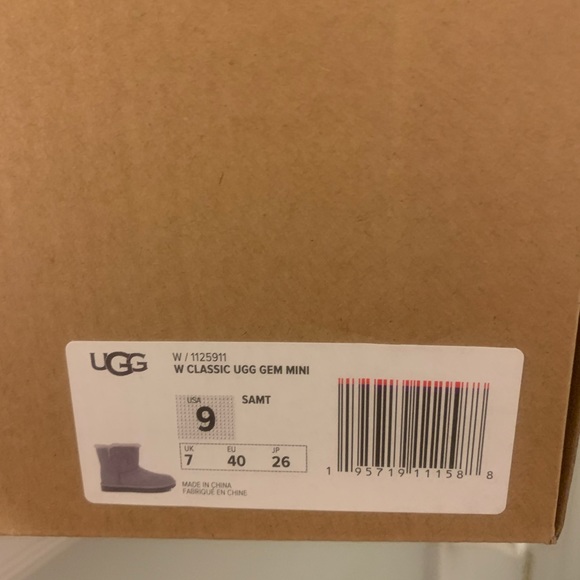 UGG
W / 1125911
W CLASSIC UGG GEM MINI
USA
9
SAMT
UK EU JP
7 40 26
MADE IN CHINA
FABRIQUÉ EN CHINE
1 95719 11158 8